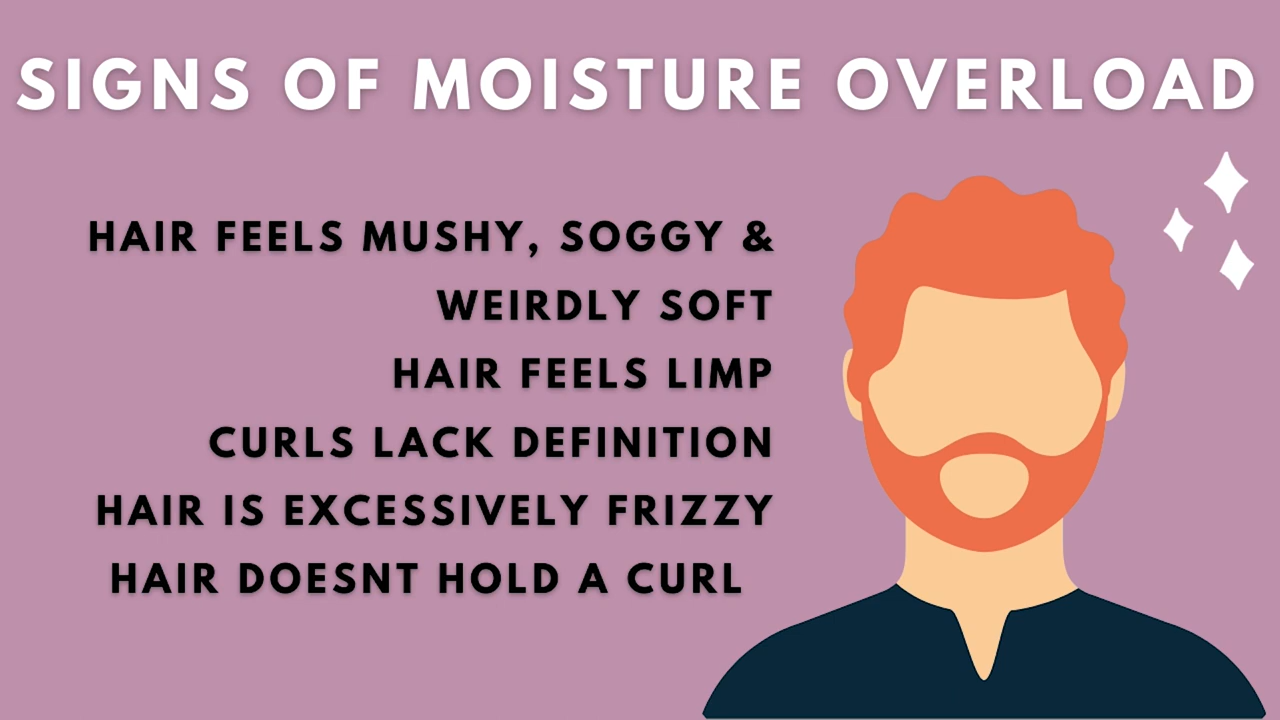 SIGNS OF MOISTURE OVERLOAD
HAIR FEELS MUSHY, SOGGY &
WEIRDLY SOFT
HAIR FEELS LIMP
CURLS LACK DEFINITION
HAIR IS EXCESSIVELY FRIZZY
HAIR DOESNT HOLD A CURL